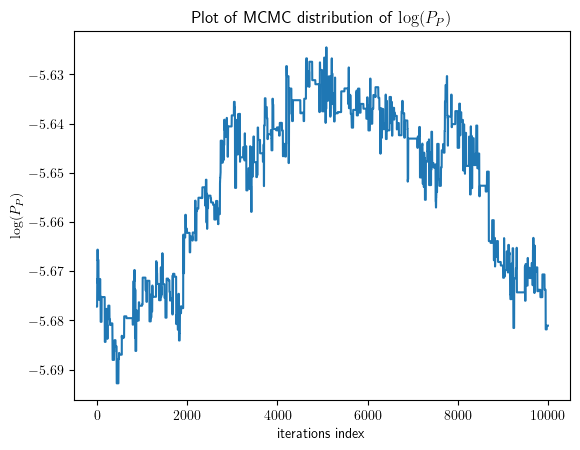 Plot of MCMC distribution of log(P_P)
−5.63
−5.64
−5.65
−5.66
−5.67
−5.68
−5.69
log(P_P)
0 2000 4000 6000 8000 10000
iterations index